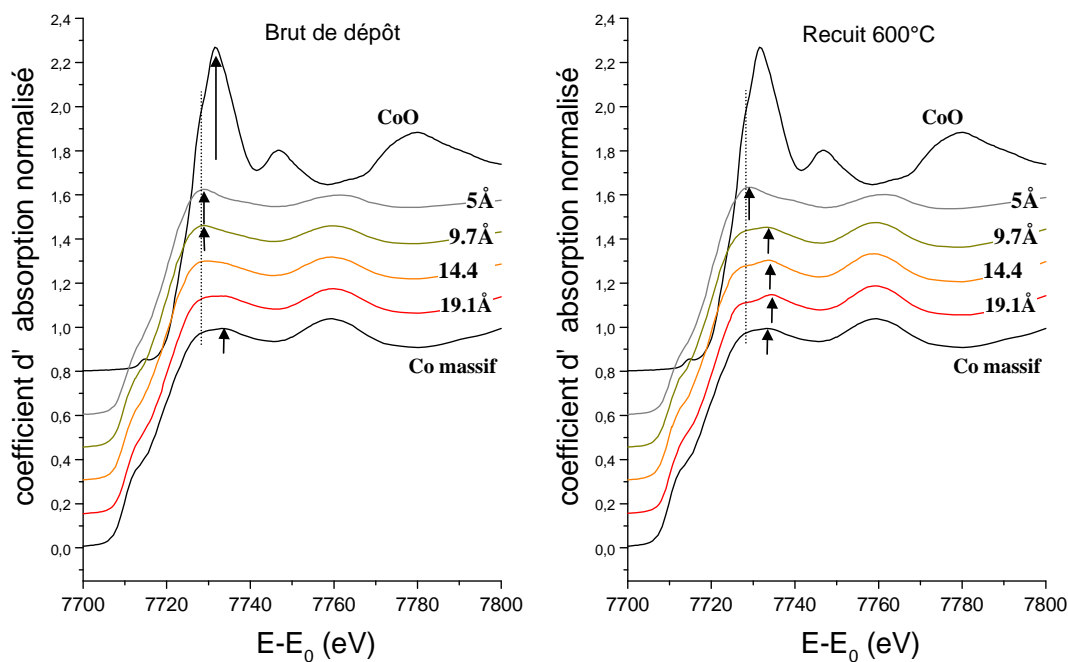 Brut de dépôt
coefficient d' absorption normalisé
2,4
2,2
2,0
1,8
1,6
1,4
1,2
1,0
0,8
0,6
0,4
0,2
0,0
CoO
5Å
9.7Å
14.4
19.1Å
Co massif
7700 7720 7740 7760 7780 7800
E-E₀ (eV)
Recuit 600°C
coefficient d' absorption normalisé
2,4
2,2
2,0
1,8
1,6
1,4
1,2
1,0
0,8
0,6
0,4
0,2
0,0
CoO
5Å
9.7Å
14.4
19.1Å
Co massif
7700 7720 7740 7760 7780 7800
E-E₀ (eV)